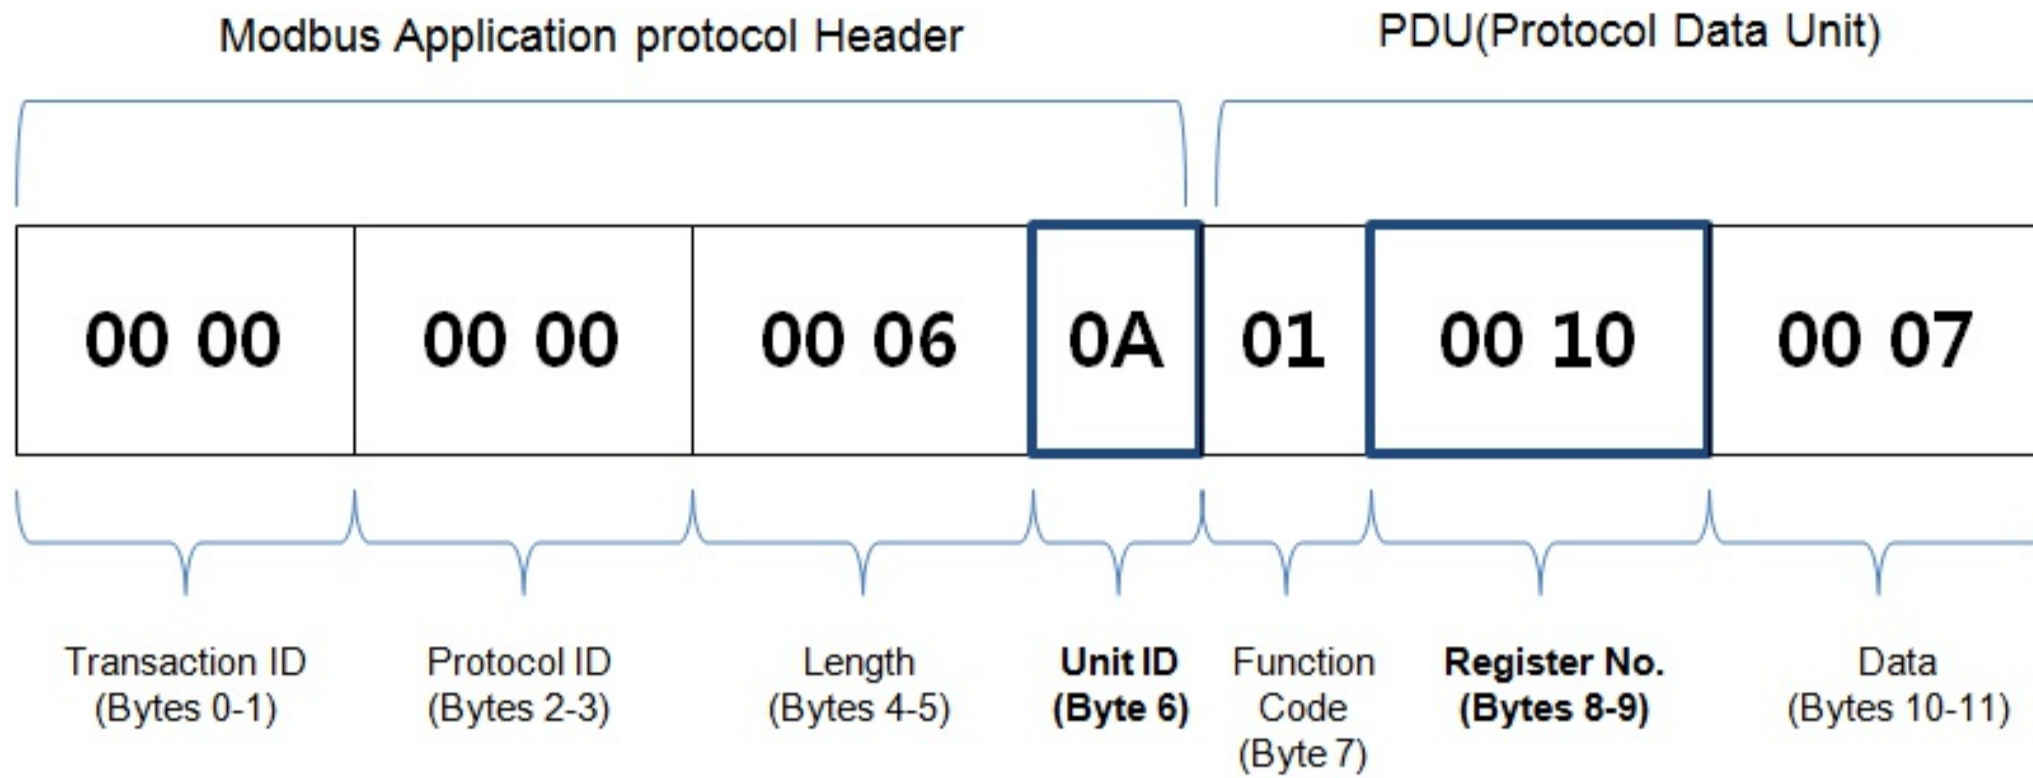 Modbus Application protocol Header
PDU(Protocol Data Unit)
00 00
00 00
00 06
0A
01
00 10
00 07
Transaction ID
(Bytes 0-1)
Protocol ID
(Bytes 2-3)
Length
(Bytes 4-5)
Unit ID
(Byte 6)
Function
Code
(Byte 7)
Register No.
(Bytes 8-9)
Data
(Bytes 10-11)